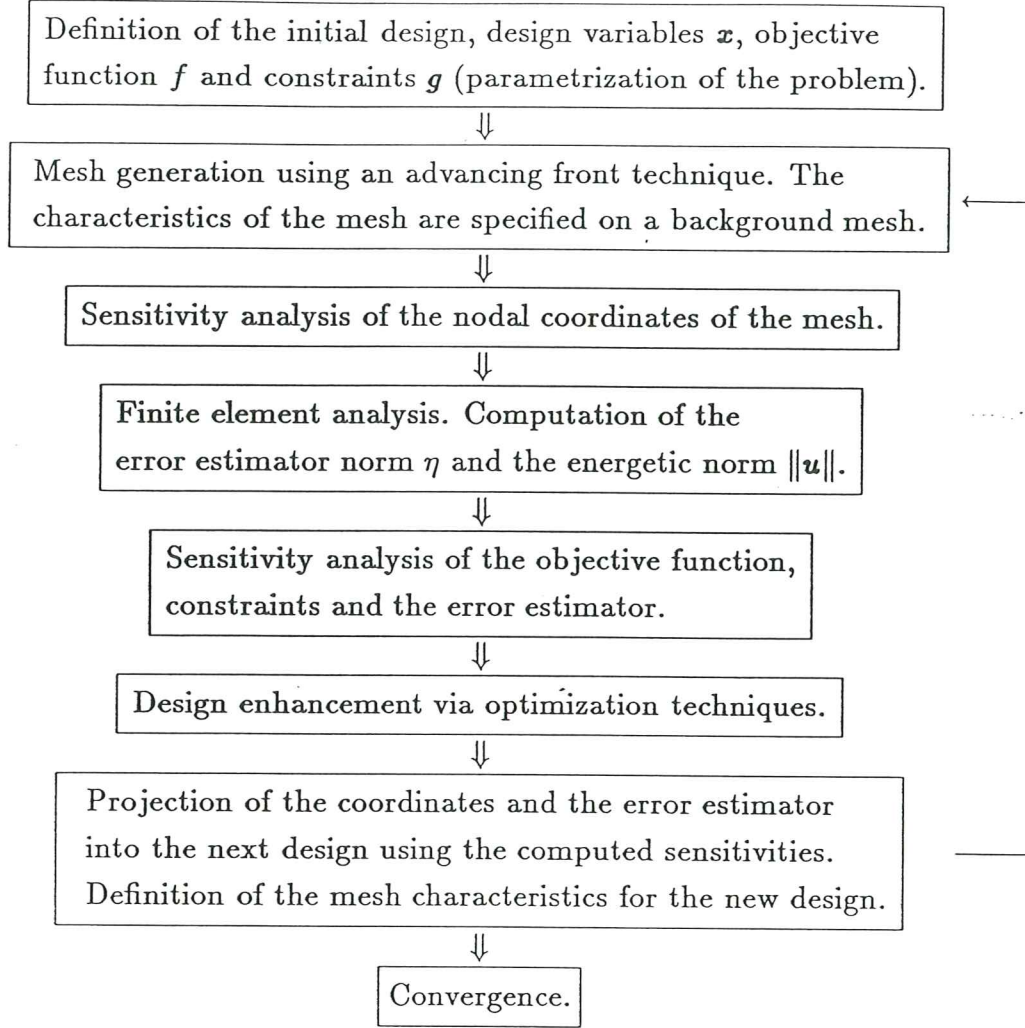 Definition of the initial design, design variables x, objective
function f and constraints g (parametrization of the problem).
⇓
Mesh generation using an advancing front technique. The
characteristics of the mesh are specified on a background mesh.
⇓
Sensitivity analysis of the nodal coordinates of the mesh.
⇓
Finite element analysis. Computation of the
error estimator norm η and the energetic norm ‖u‖.
⇓
Sensitivity analysis of the objective function,
constraints and the error estimator.
⇓
Design enhancement via optimization techniques.
⇓
Projection of the coordinates and the error estimator
into the next design using the computed sensitivities.
Definition of the mesh characteristics for the new design.
⇓
Convergence.